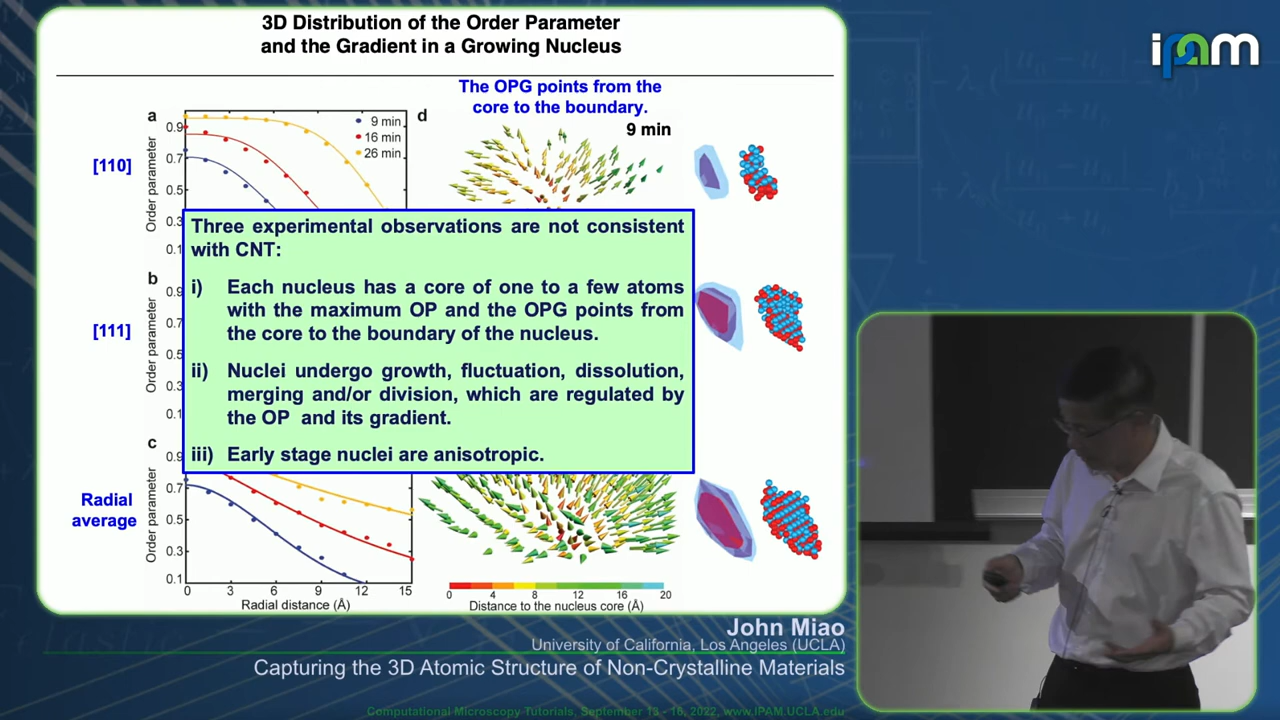 3D Distribution of the Order Parameter
and the Gradient in a Growing Nucleus
ipam
The OPG points from the
core to the boundary.
a
0.9
0.7
0.5
0.3
0.1
Order parameter
[110]
9 min
16 min
26 min
d
9 min
Three experimental observations are not consistent
with CNT:
i) Each nucleus has a core of one to a few atoms
with the maximum OP and the OPG points from
the core to the boundary of the nucleus.
ii) Nuclei undergo growth, fluctuation, dissolution,
merging and/or division, which are regulated by
the OP and its gradient.
iii) Early stage nuclei are anisotropic.
b
0.9
0.7
0.5
0.3
0.1
Order parameter
[111]
c
0.9
0.7
0.5
0.3
0.1
Order parameter
Radial
average
0 3 6 9 12 15
Radial distance (Å)
0 4 8 12 16 20
Distance to the nucleus core (Å)
John Miao
University of California, Los Angeles (UCLA)
Capturing the 3D Atomic Structure of Non-Crystalline Materials
Computational Microscopy Tutorials, September 13 - 16, 2022, www.IPAM.UCLA.edu